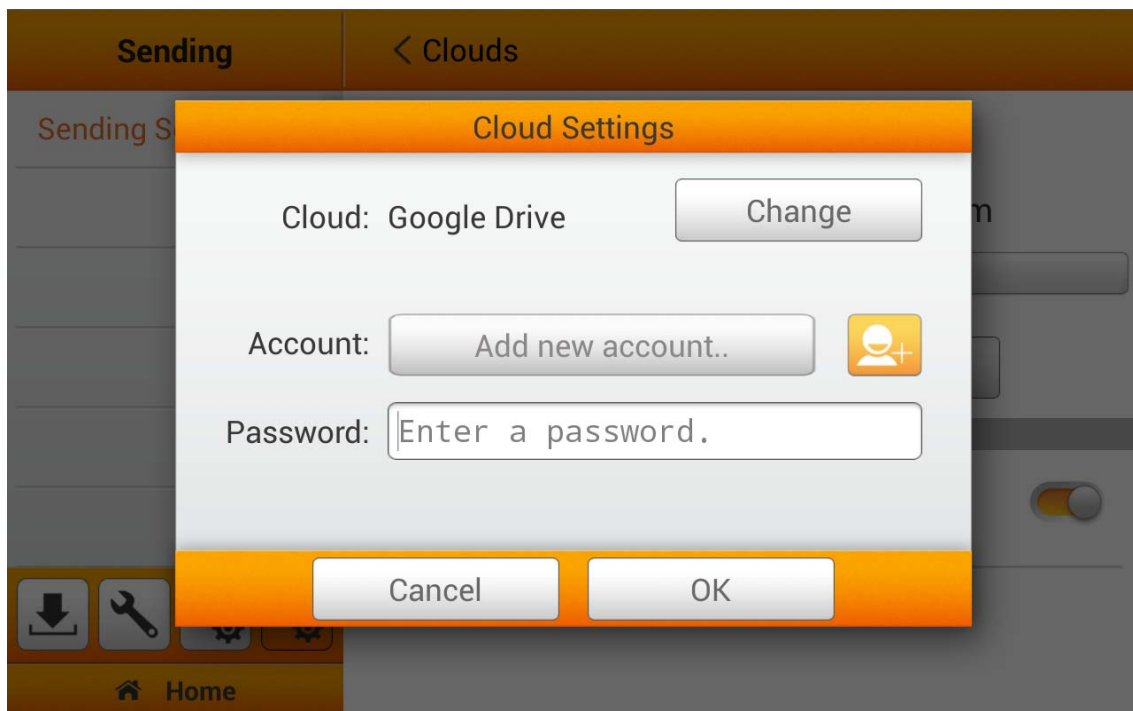 Sending
< Clouds
Sending S
Cloud Settings
Cloud: Google Drive
Change
m
Account:
Add new account..
Password:
Enter a password.
Cancel
OK
Home